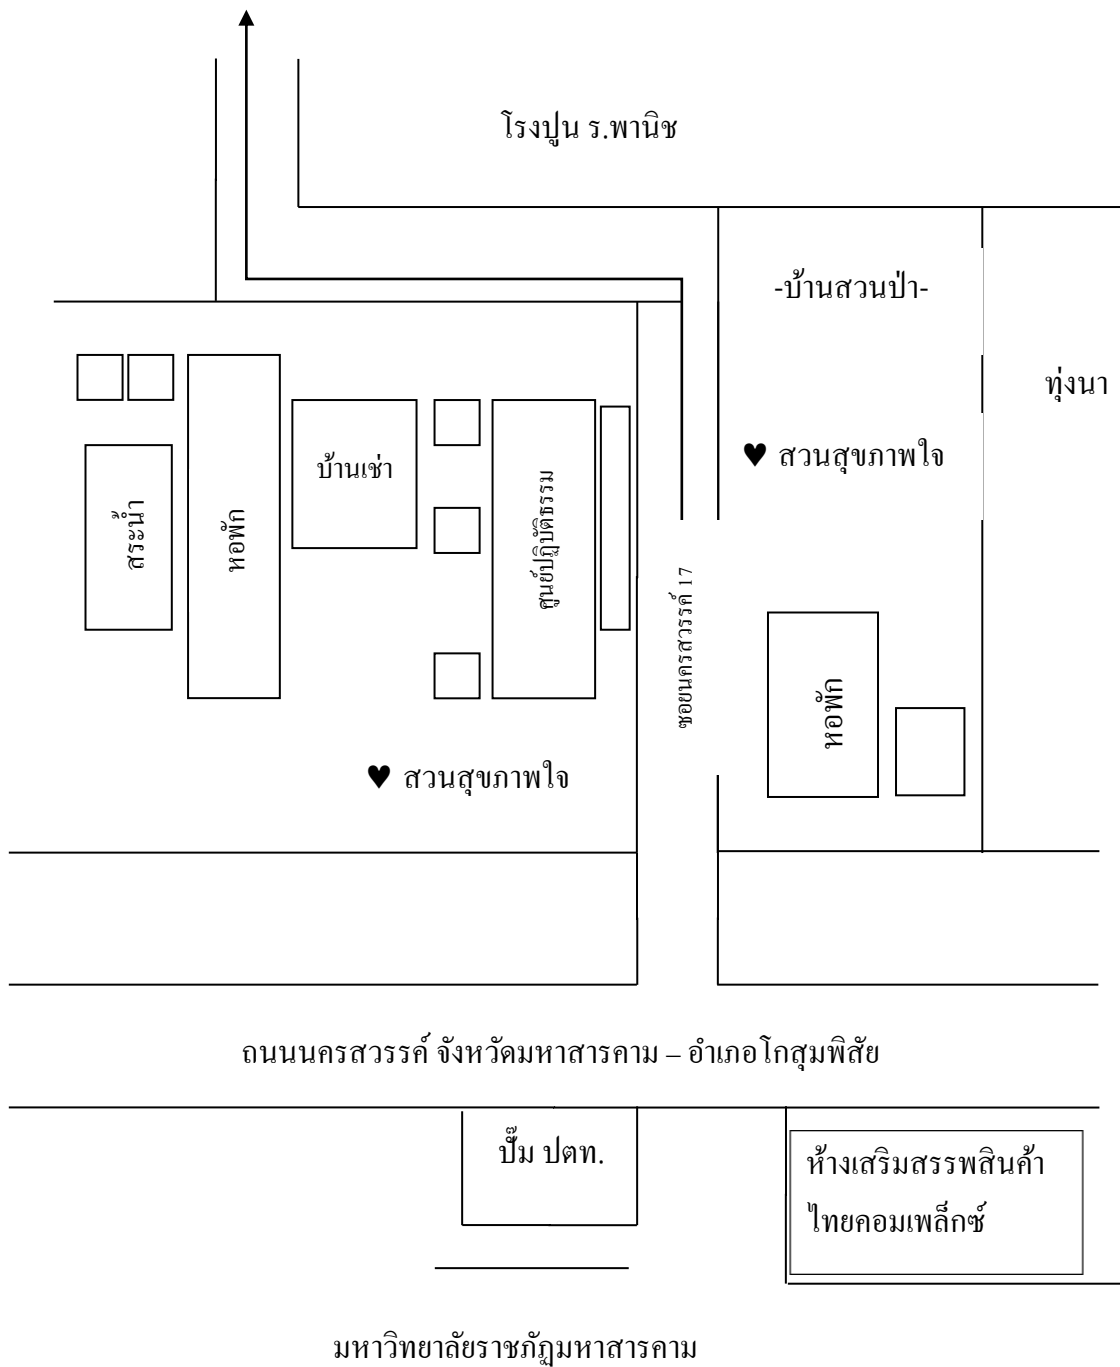 โรงปูน ร.พานิช
-บ้านสวนป่า-
ทุ่งนา
♥ สวนสุขภาพใจ
บ้านเช่า
สระน้ำ
หอพัก
ศูนย์ปฏิบัติธรรม
ซอยนครสวรรค์ 17
หอพัก
♥ สวนสุขภาพใจ
ถนนนครสวรรค์ จังหวัดมหาสารคาม – อำเภอโกสุมพิสัย
ปั๊ม ปตท.
ห้างเสริมสรรพสินค้า
ไทยคอมเพล็กซ์
มหาวิทยาลัยราชภัฏมหาสารคาม